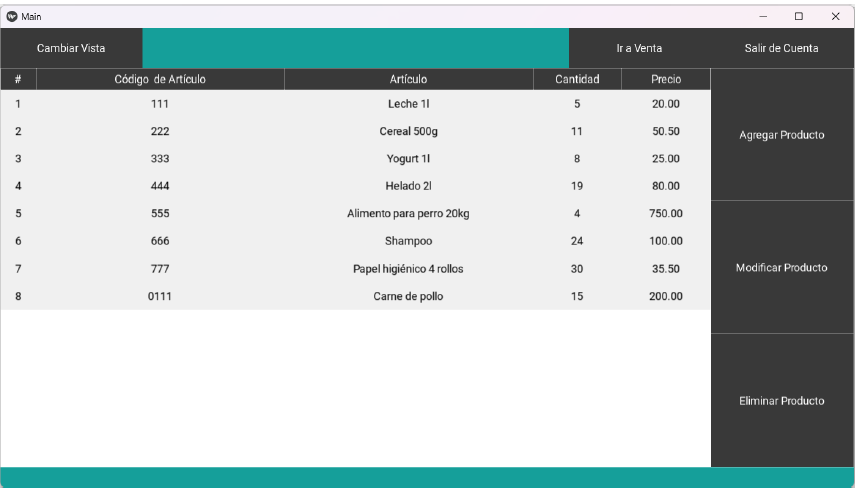 Main
Cambiar Vista Ir a Venta Salir de Cuenta
# Código de Artículo Artículo Cantidad Precio
1 111 Leche 1l 5 20.00
2 222 Cereal 500g 11 50.50
Agregar Producto
3 333 Yogurt 1l 8 25.00
4 444 Helado 2l 19 80.00
5 555 Alimento para perro 20kg 4 750.00
6 666 Shampoo 24 100.00
7 777 Papel higiénico 4 rollos 30 35.50
Modificar Producto
8 0111 Carne de pollo 15 200.00
Eliminar Producto